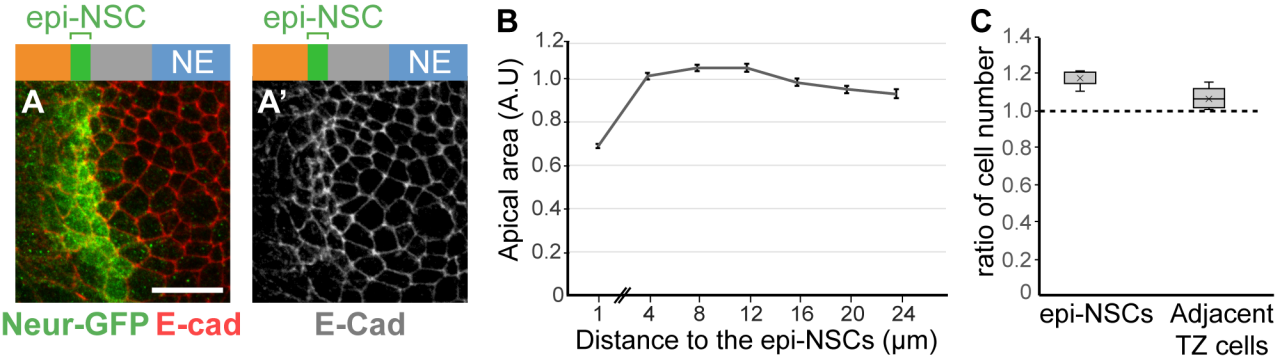 epi-NSC
NE
A
Neur-GFP E-cad
epi-NSC
NE
A'
E-Cad
B
Apical area (A.U)
1.2
1.0
0.8
0.6
0.4
0.2
0
1 4 8 12 16 20 24
Distance to the epi-NSCs (µm)
C
ratio of cell number
1.4
1.2
1.0
0.8
0.6
0.4
0.2
0
epi-NSCs
Adjacent
TZ cells